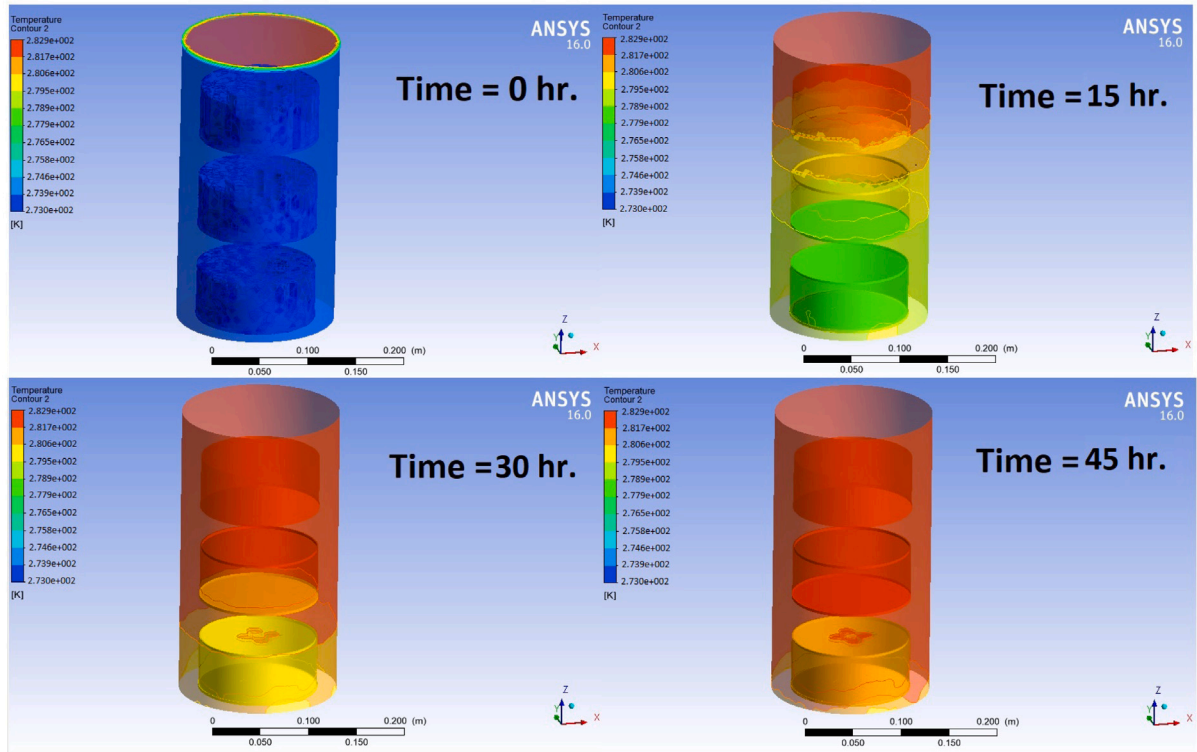 Temperature
Contour 2
2.829e+002
2.817e+002
2.806e+002
2.795e+002
2.789e+002
2.779e+002
2.765e+002
2.758e+002
2.746e+002
2.739e+002
2.730e+002
[K]
ANSYS
16.0
Time = 0 hr.
Z
Y
X
0 0.100 0.200 (m)
0.050 0.150
Temperature
Contour 2
2.829e+002
2.817e+002
2.806e+002
2.795e+002
2.789e+002
2.779e+002
2.765e+002
2.758e+002
2.746e+002
2.739e+002
2.730e+002
[K]
ANSYS
16.0
Time = 15 hr.
Z
Y
X
0 0.100 0.200 (m)
0.050 0.150
Temperature
Contour 2
2.829e+002
2.817e+002
2.806e+002
2.795e+002
2.789e+002
2.779e+002
2.765e+002
2.758e+002
2.746e+002
2.739e+002
2.730e+002
[K]
ANSYS
16.0
Time = 30 hr.
Z
Y
X
0 0.100 0.200 (m)
0.050 0.150
Temperature
Contour 2
2.829e+002
2.817e+002
2.806e+002
2.795e+002
2.789e+002
2.779e+002
2.765e+002
2.758e+002
2.746e+002
2.739e+002
2.730e+002
[K]
ANSYS
16.0
Time = 45 hr.
Z
Y
X
0 0.100 0.200 (m)
0.050 0.150